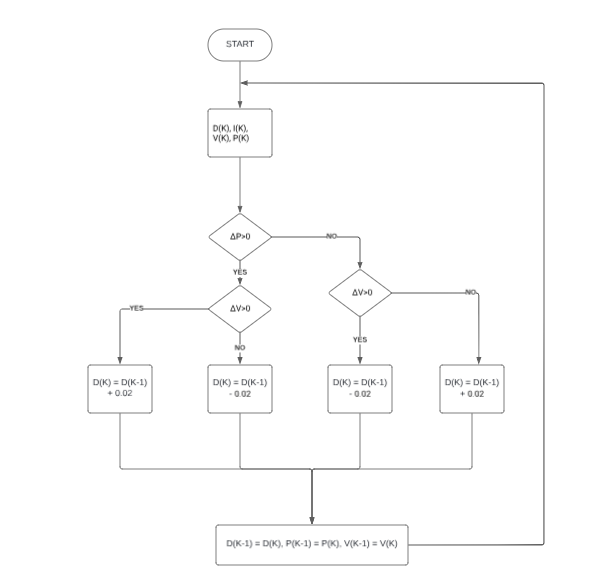 START
D(K), I(K),
V(K), P(K)
ΔP>0
NO
YES
ΔV>0
YES
NO
ΔV>0
NO
YES
D(K) = D(K-1)
+ 0.02
D(K) = D(K-1)
- 0.02
D(K) = D(K-1)
- 0.02
D(K) = D(K-1)
+ 0.02
D(K-1) = D(K), P(K-1) = P(K), V(K-1) = V(K)